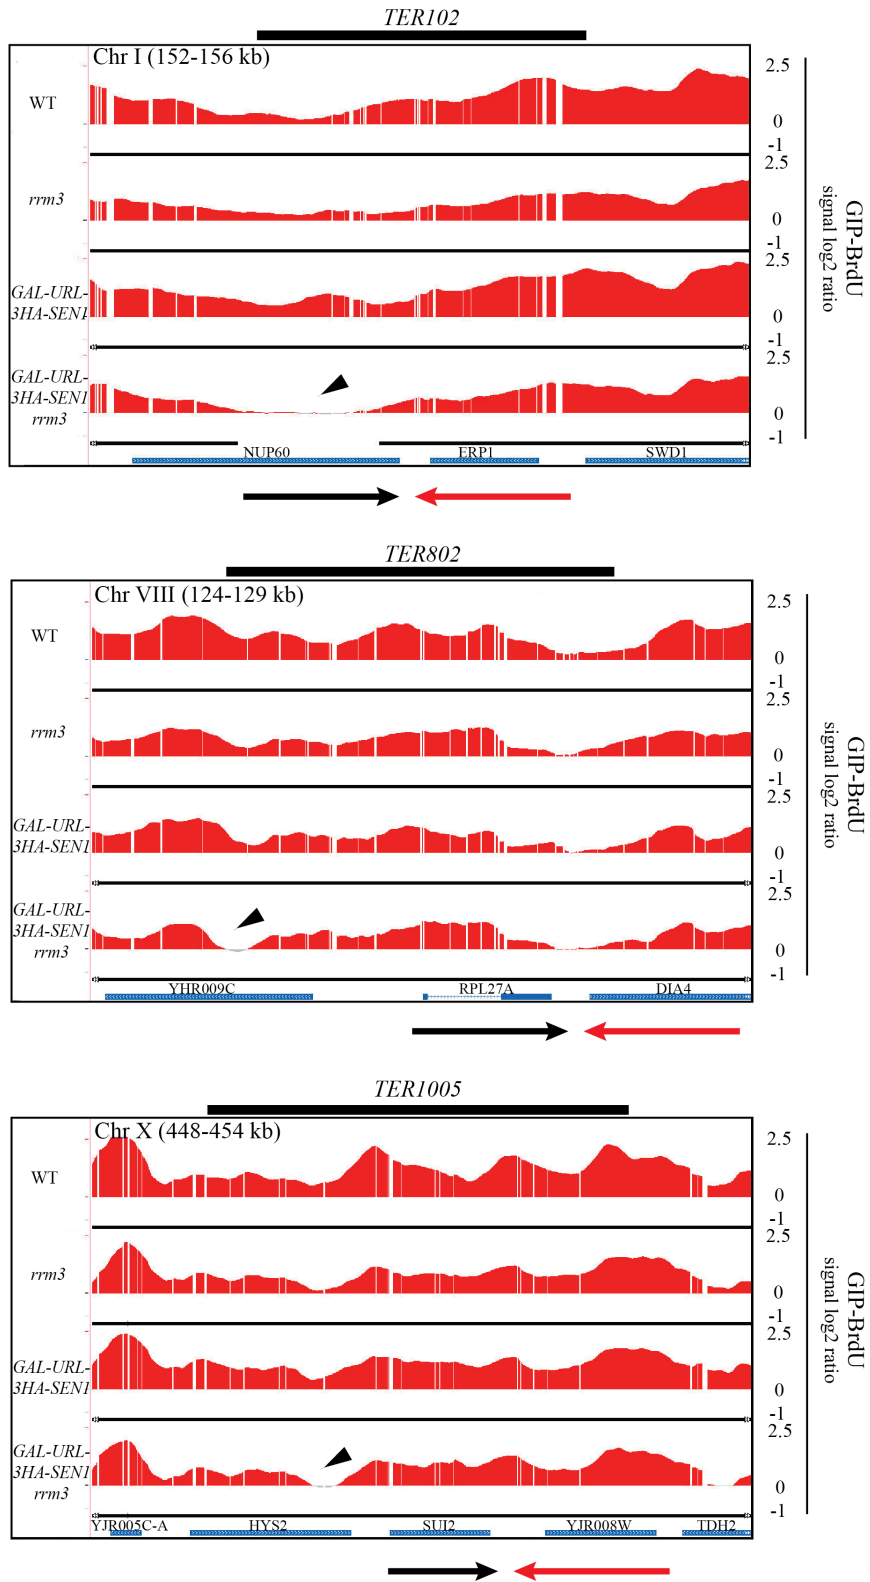 TER102
Chr I (152-156 kb)
WT
2.5
0
-1
rrm3
2.5
0
-1
GAL-URL-
3HA-SEN1
2.5
0
-1
GAL-URL-
3HA-SEN1
rrm3
2.5
0
-1
GIP-BrdU
signal log2 ratio
NUP60 ERP1 SWD1
TER802
Chr VIII (124-129 kb)
WT
2.5
0
-1
rrm3
2.5
0
-1
GAL-URL-
3HA-SEN1
2.5
0
-1
GAL-URL-
3HA-SEN1
rrm3
2.5
0
-1
GIP-BrdU
signal log2 ratio
YHR009C RPL27A DIA4
TER1005
Chr X (448-454 kb)
WT
2.5
0
-1
rrm3
2.5
0
-1
GAL-URL-
3HA-SEN1
2.5
0
-1
GAL-URL-
3HA-SEN1
rrm3
2.5
0
-1
GIP-BrdU
signal log2 ratio
YJR005C-A HYS2 SUI2 YJR008W TDH2